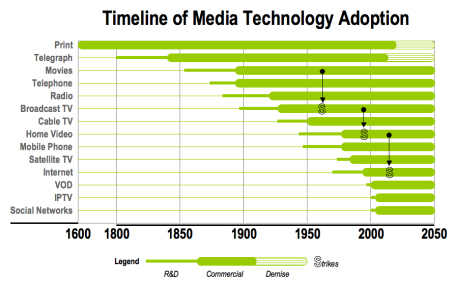 Timeline of Media Technology Adoption
Print
Telegraph
Movies
Telephone
Radio
Broadcast TV
S
Cable TV
Home Video
S
Mobile Phone
Satellite TV
Internet
S
VOD
IPTV
Social Networks
1600 1800 1850 1900 1950 2000 2050
Legend
Strikes
R&D Commercial Demise